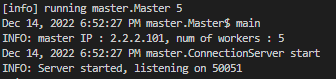 [info] running master.Master 5
Dec 14, 2022 6:52:27 PM master.Master$ main
INFO: master IP : 2.2.2.101, num of workers : 5
Dec 14, 2022 6:52:27 PM master.ConnectionServer start
INFO: Server started, listening on 50051